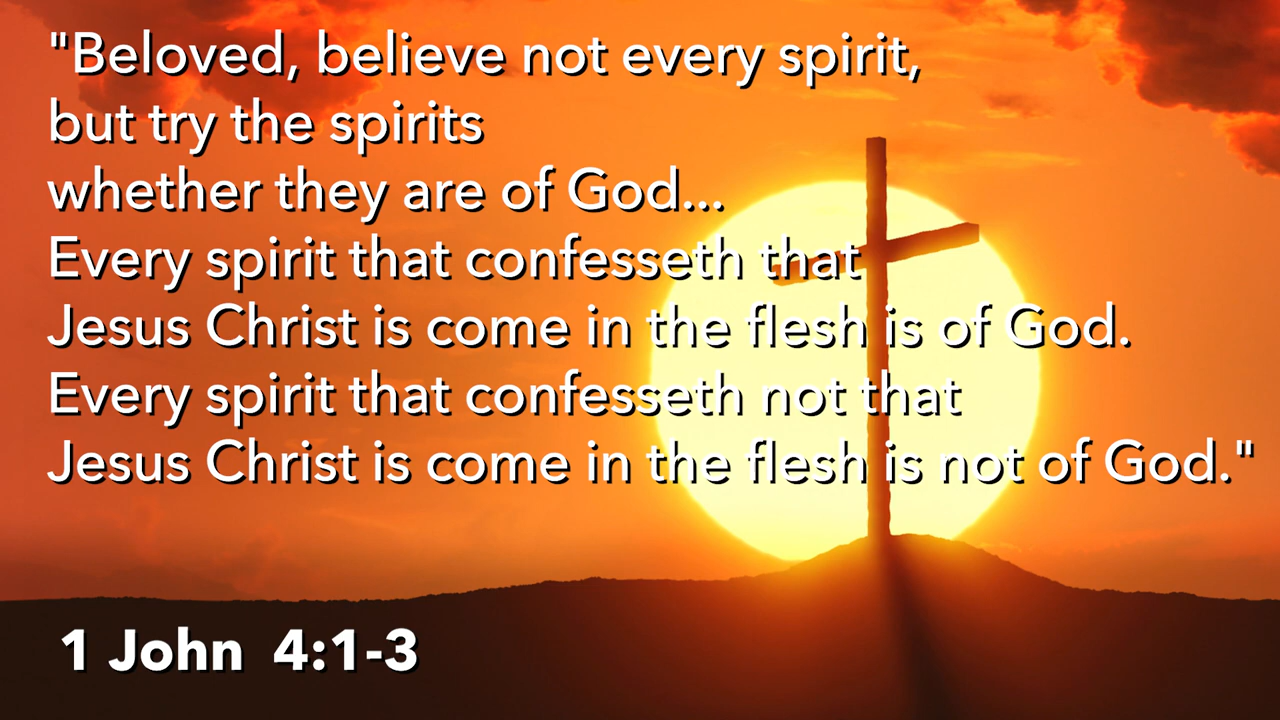 "Beloved, believe not every spirit,
but try the spirits
whether they are of God...
Every spirit that confesseth that
Jesus Christ is come in the flesh is of God.
Every spirit that confesseth not that
Jesus Christ is come in the flesh is not of God."
1 John 4:1-3